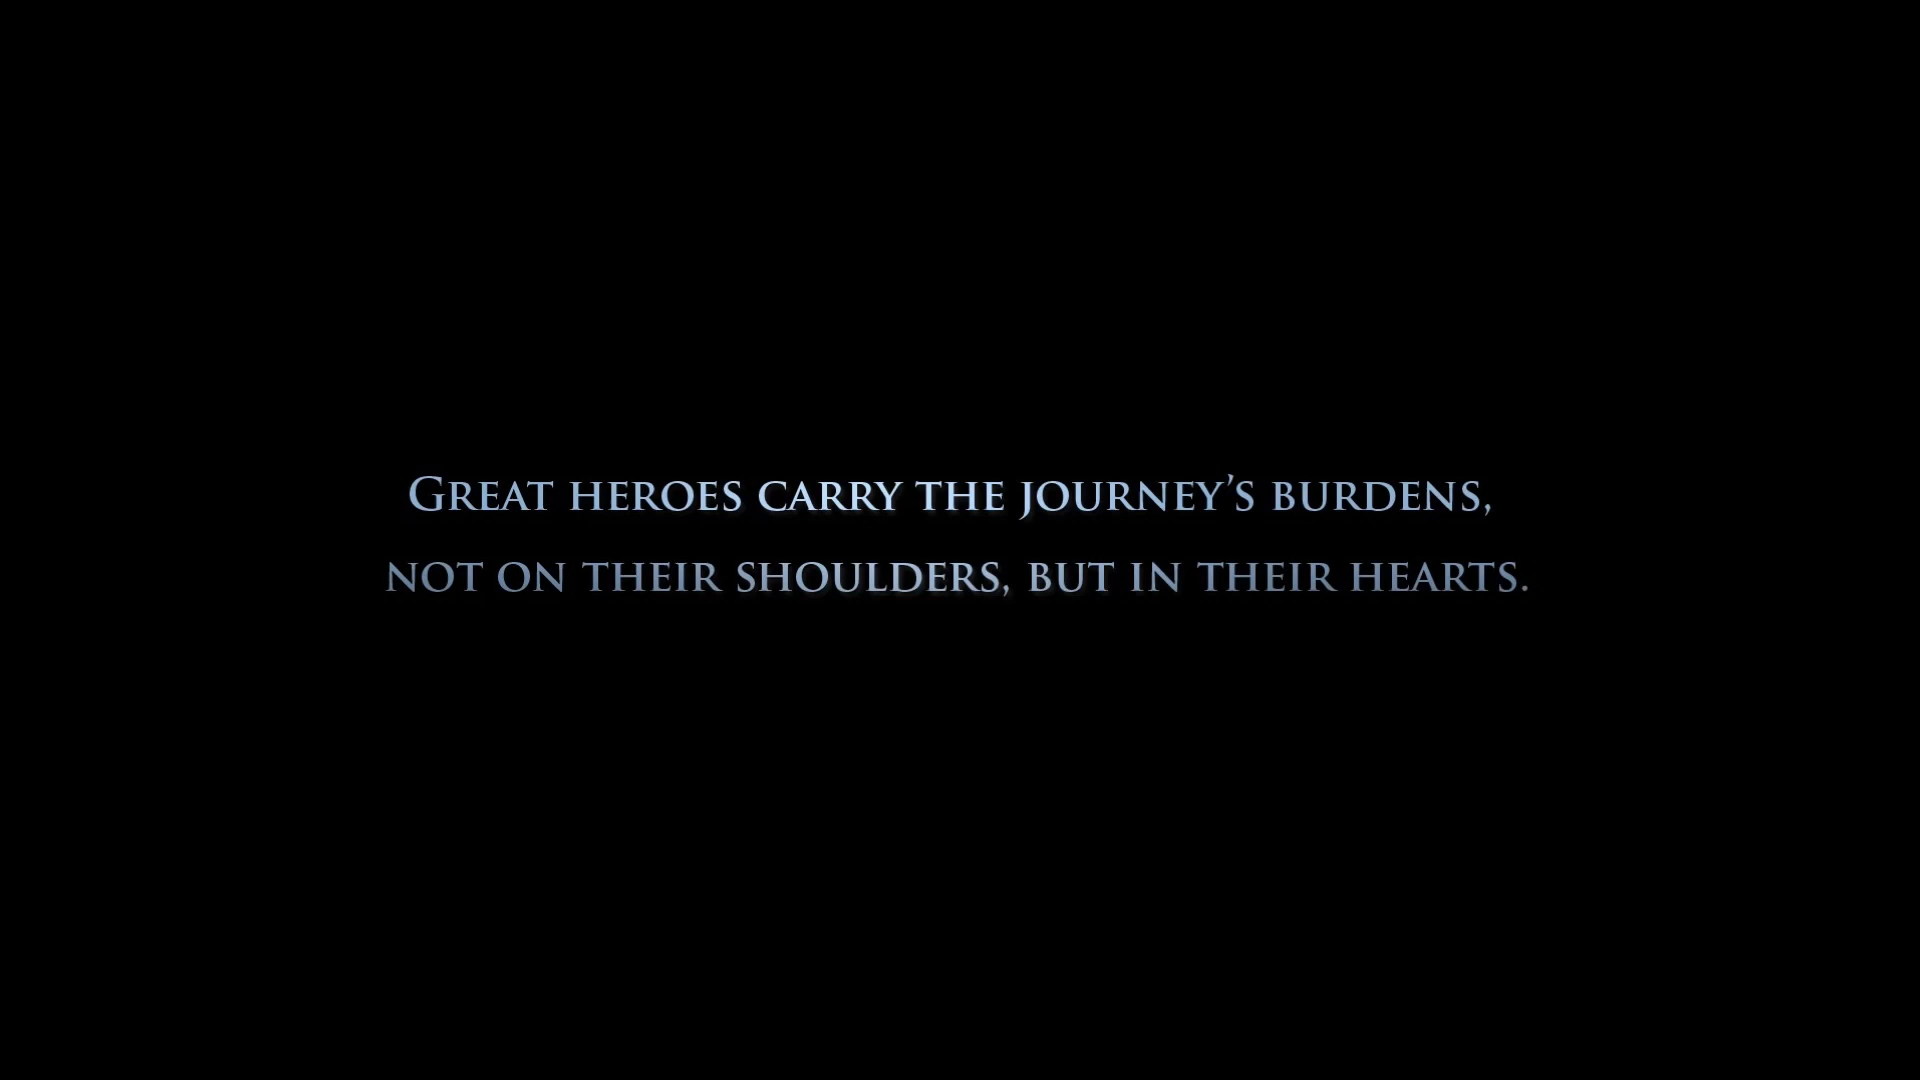 Great heroes carry the journey’s burdens,
not on their shoulders, but in their hearts.